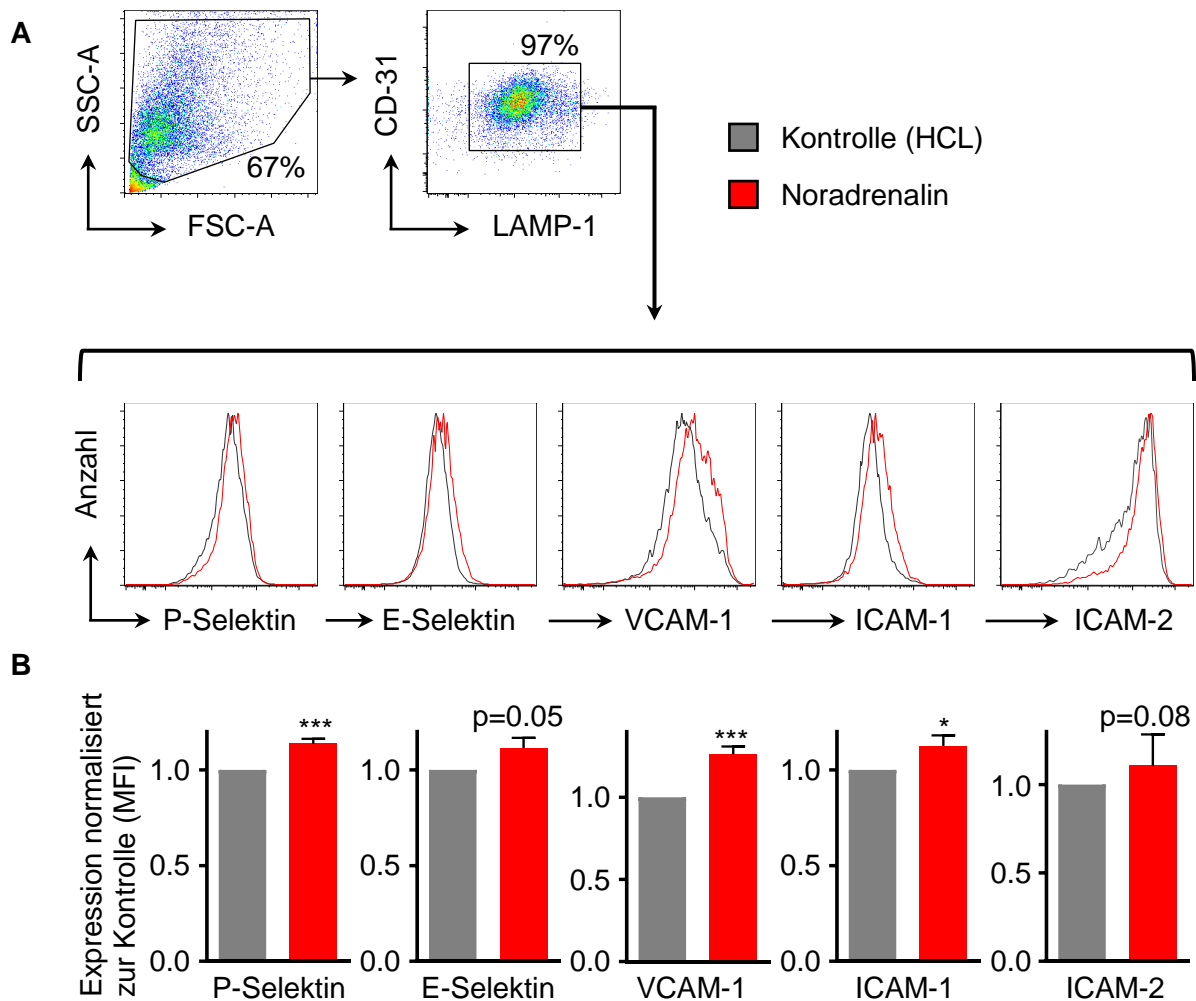 A
SSC-A
67%
FSC-A
CD-31
97%
LAMP-1
Kontrolle (HCL)
Noradrenalin
Anzahl
P-Selektin
E-Selektin
VCAM-1
ICAM-1
ICAM-2
B
Expression normalisiert
zur Kontrolle (MFI)
1.0
0.5
0.0
***
P-Selektin
1.0
0.5
0.0
p=0.05
E-Selektin
1.0
0.5
0.0
***
VCAM-1
1.0
0.5
0.0
*
ICAM-1
1.0
0.5
0.0
p=0.08
ICAM-2